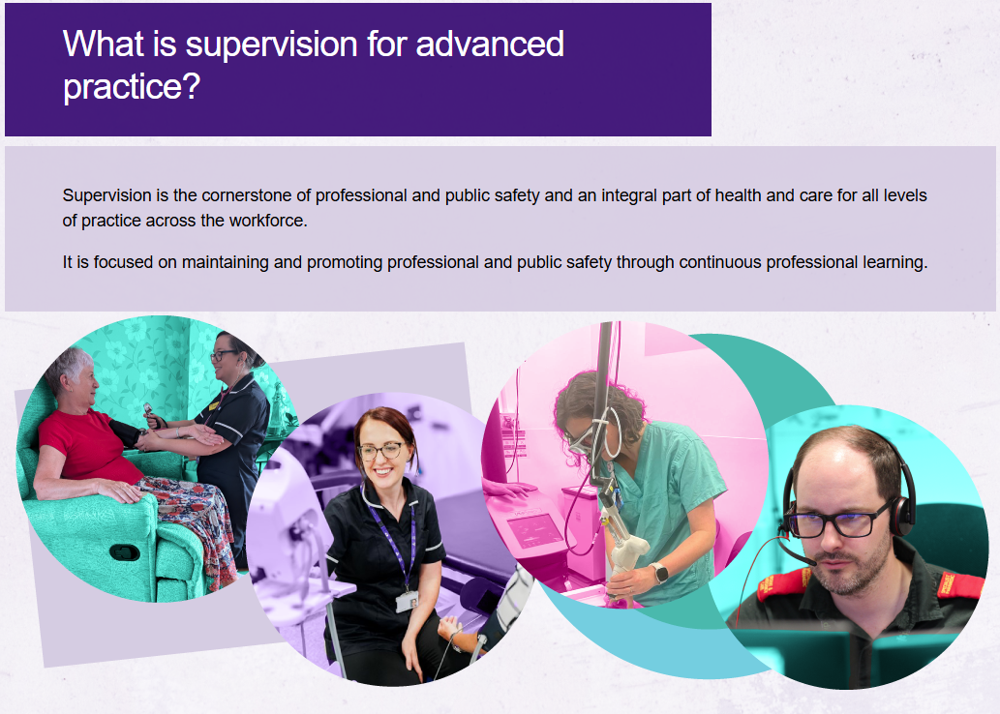 What is supervision for advanced
practice?
Supervision is the cornerstone of professional and public safety and an integral part of health and care for all levels
of practice across the workforce.
It is focused on maintaining and promoting professional and public safety through continuous professional learning.